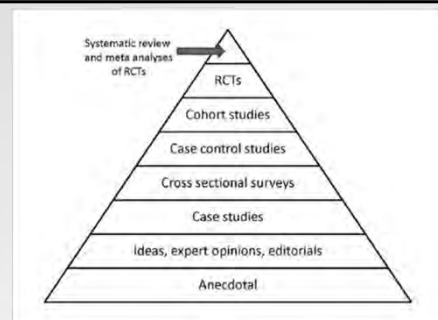 Systematic review
and meta analyses
of RCTs
RCTs
Cohort studies
Case control studies
Cross sectional surveys
Case studies
Ideas, expert opinions, editorials
Anecdotal